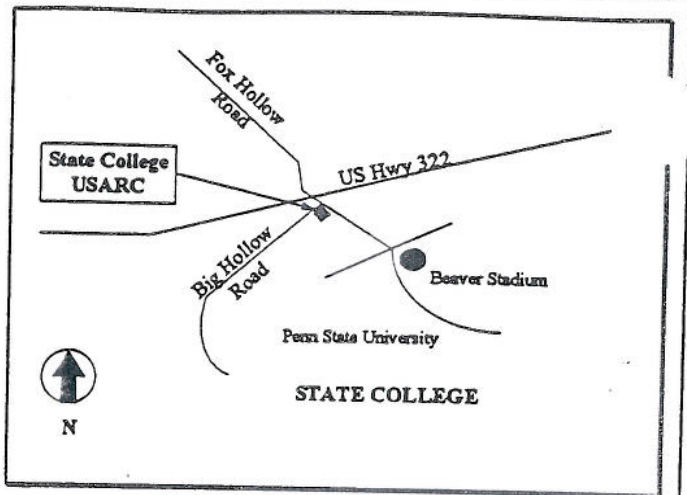 Fox Hollow
Road
State College
USARC
US Hwy 322
Big Hollow
Road
Beaver Stadium
Penn State University
STATE COLLEGE
N